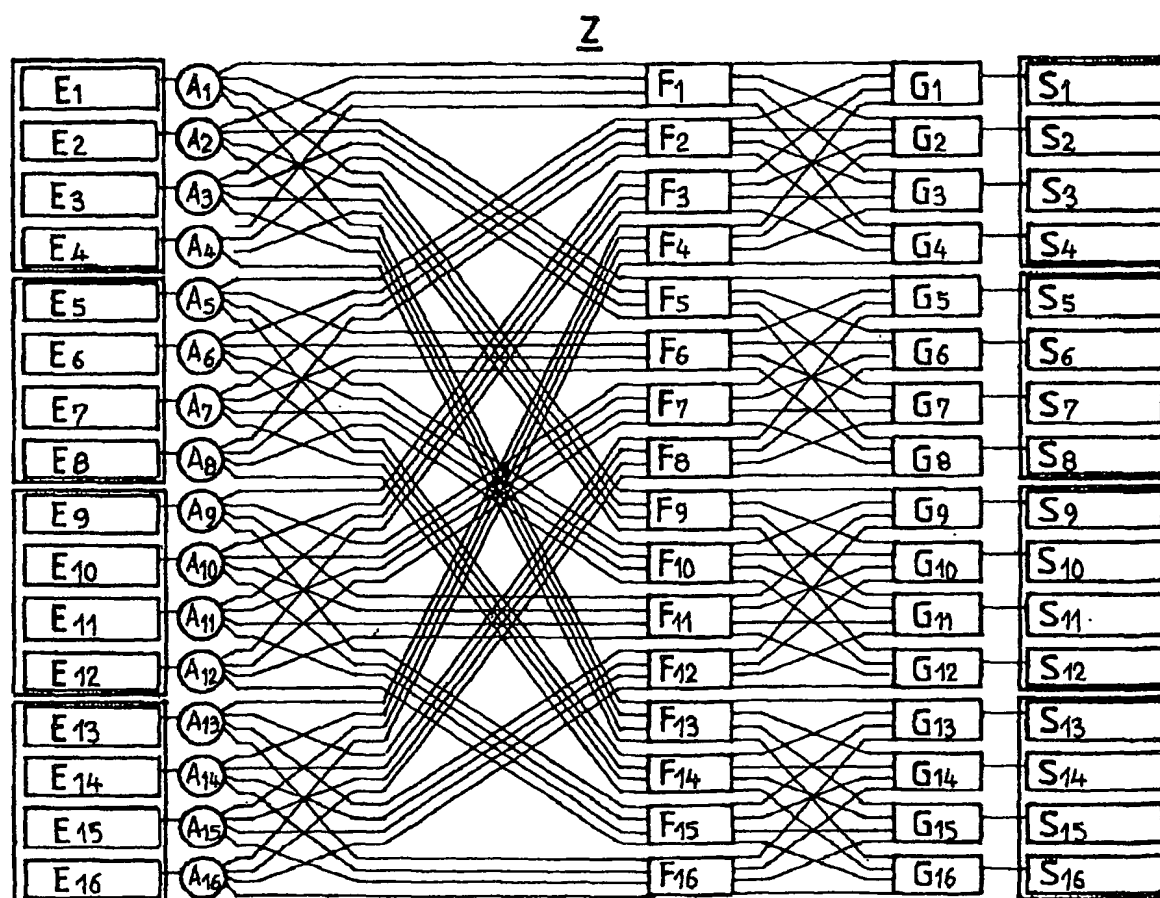 Z
E1 A1 F1 G1 S1
E2 A2 F2 G2 S2
E3 A3 F3 G3 S3
E4 A4 F4 G4 S4
E5 A5 F5 G5 S5
E6 A6 F6 G6 S6
E7 A7 F7 G7 S7
E8 A8 F8 G8 S8
E9 A9 F9 G9 S9
E10 A10 F10 G10 S10
E11 A11 F11 G11 S11
E12 A12 F12 G12 S12
E13 A13 F13 G13 S13
E14 A14 F14 G14 S14
E15 A15 F15 G15 S15
E16 A16 F16 G16 S16